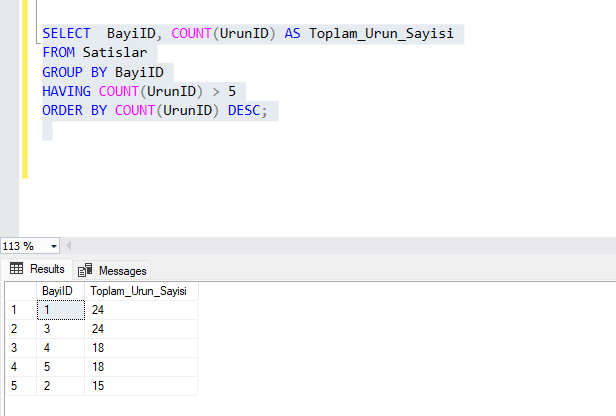 SELECT  BayiID, COUNT(UrunID) AS Toplam_Urun_Sayisi
FROM Satislar
GROUP BY BayiID
HAVING COUNT(UrunID) > 5
ORDER BY COUNT(UrunID) DESC;
113 %
Results Messages
BayiID Toplam_Urun_Sayisi
1 1 24
2 3 24
3 4 18
4 5 18
5 2 15